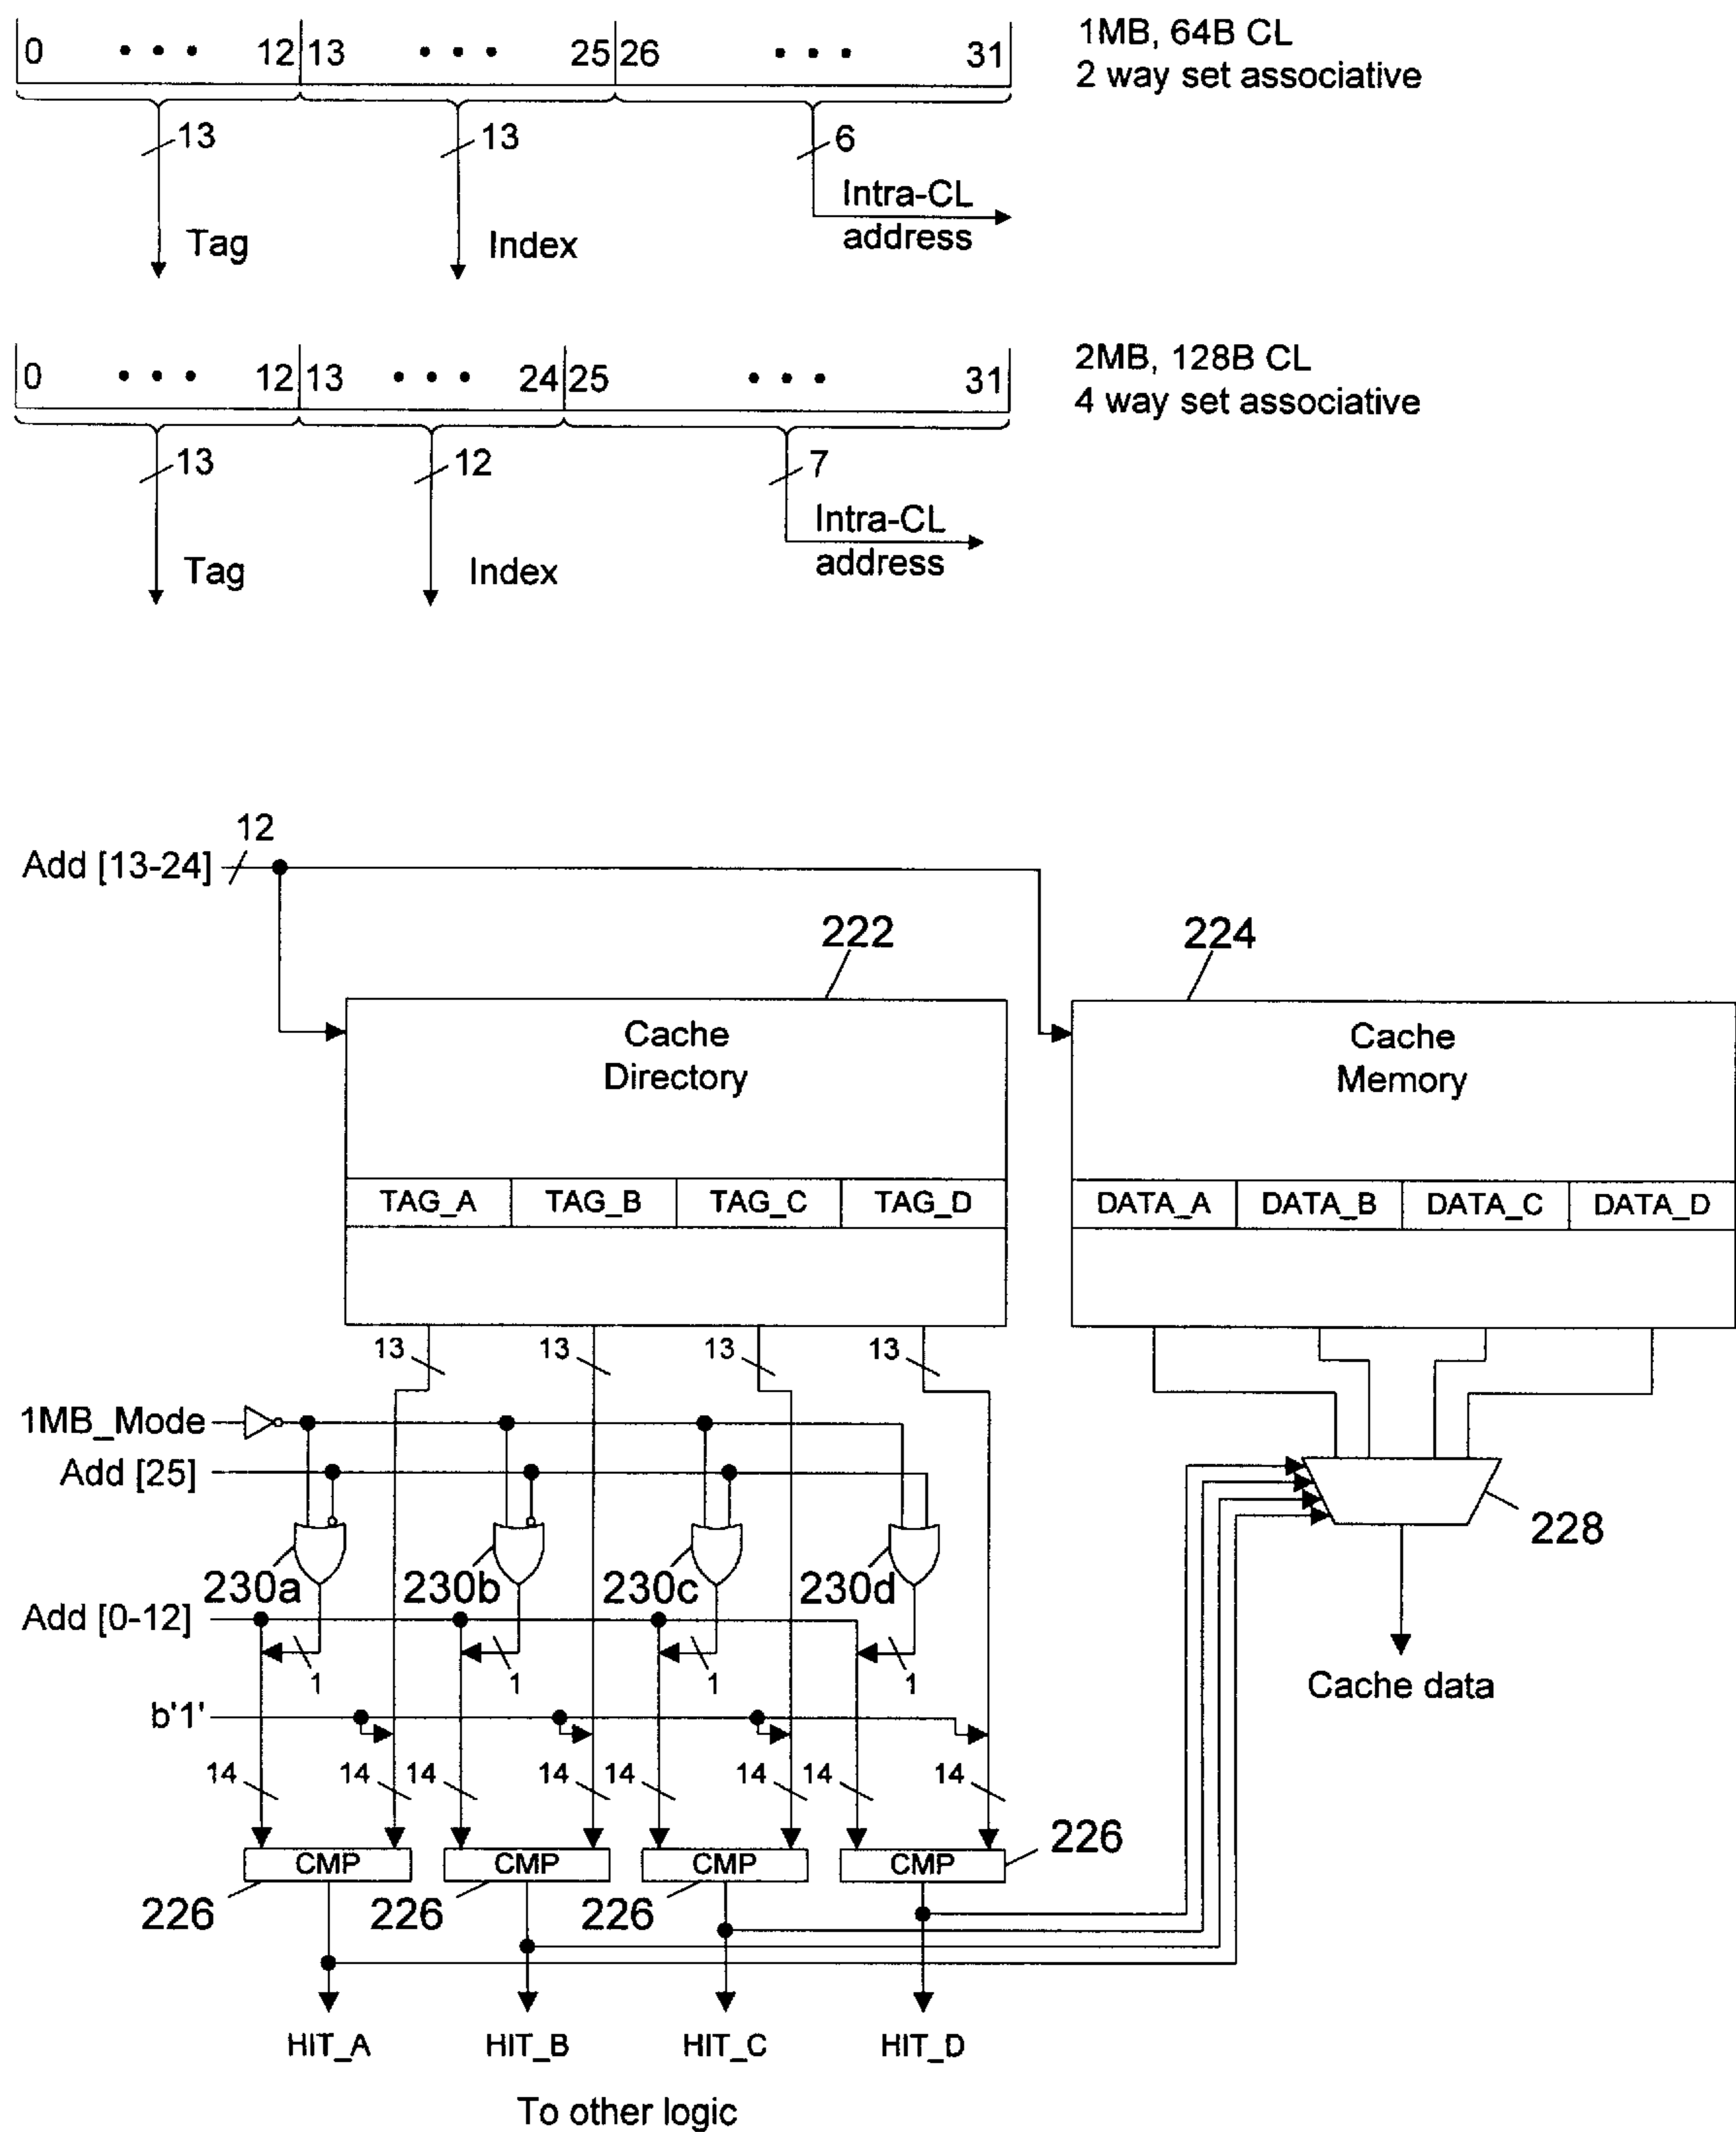 0 • • • 12 13 • • • 25 26 • • • 31
1MB, 64B CL
2 way set associative
13 13 6
Intra-CL
address
Tag Index
0 • • • 12 13 • • • 24 25 • • • 31
2MB, 128B CL
4 way set associative
13 12 7
Intra-CL
address
Tag Index
12
Add [13-24]
222 224
Cache
Directory
Cache
Memory
TAG_A TAG_B TAG_C TAG_D
DATA_A DATA_B DATA_C DATA_D
13 13 13 13
1MB_Mode
Add [25]
228
230a 230b 230c 230d
Add [0-12]
1 1 1 1
Cache data
b'1'
14 14 14 14 14 14 14 14
CMP CMP CMP CMP
226
226 226 226
HIT_A HIT_B HIT_C HIT_D
To other logic